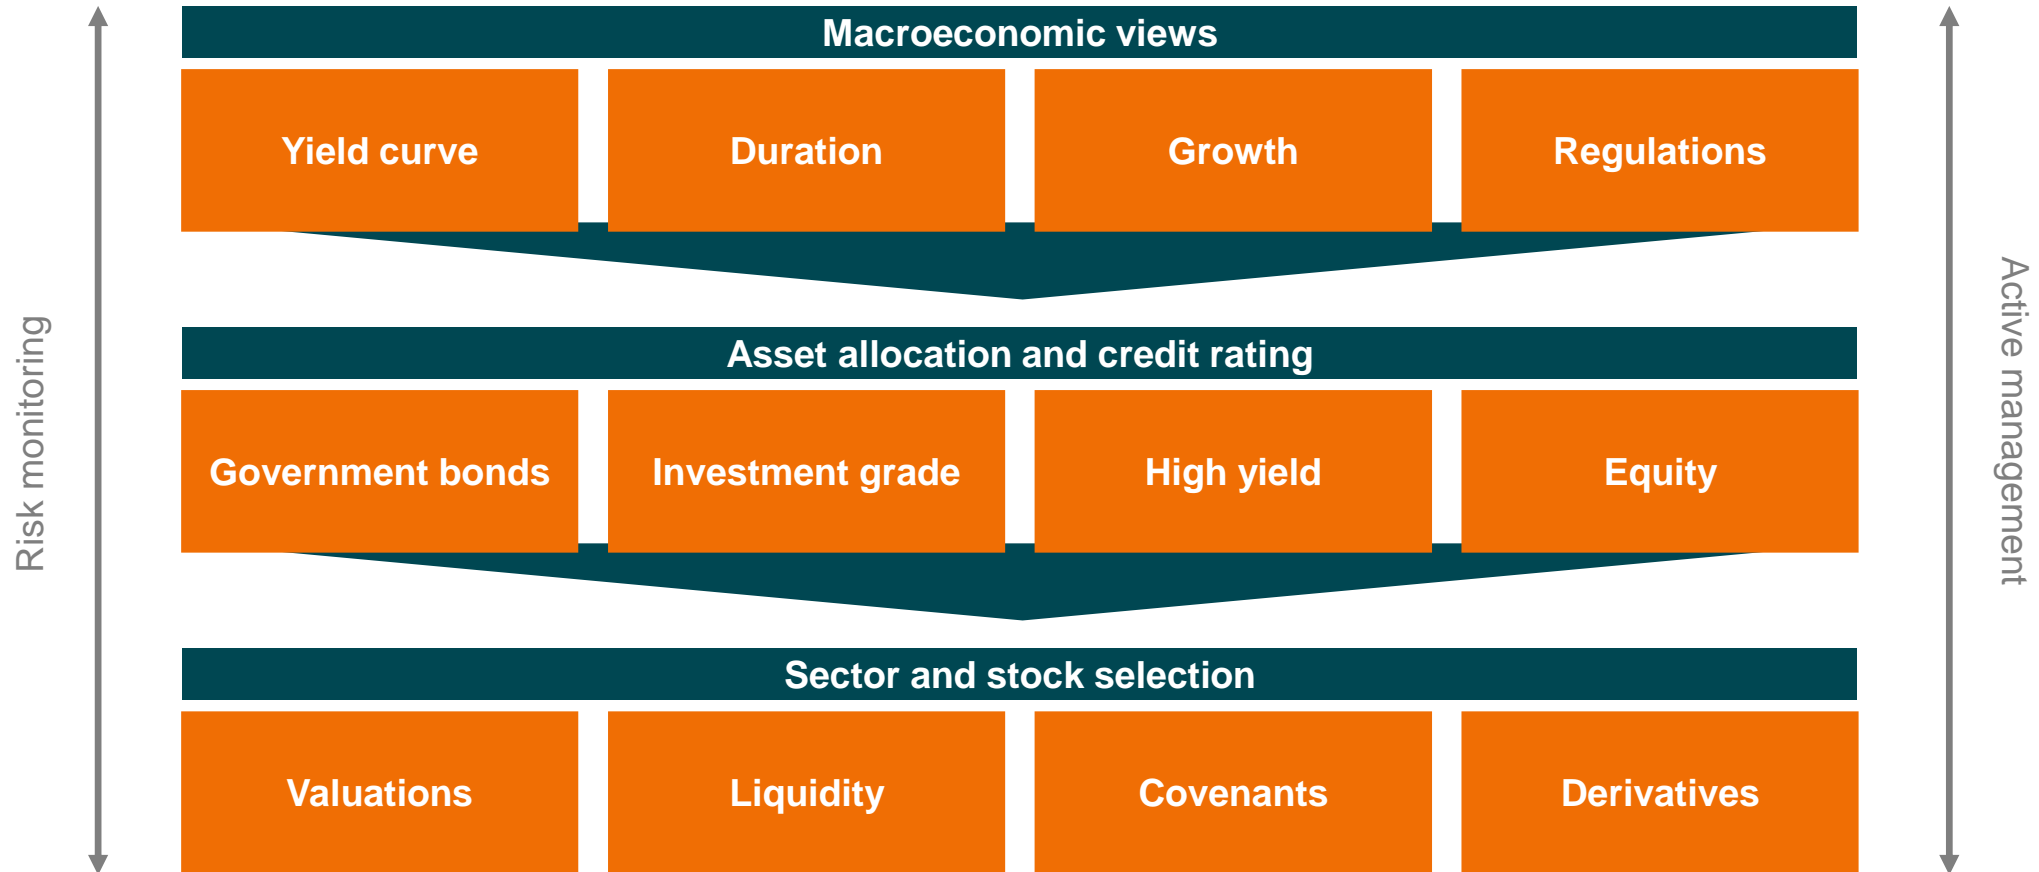 Macroeconomic views
Yield curve
Duration
Growth
Regulations
Asset allocation and credit rating
Government bonds
Investment grade
High yield
Equity
Sector and stock selection
Valuations
Liquidity
Covenants
Derivatives
Risk monitoring
Active management